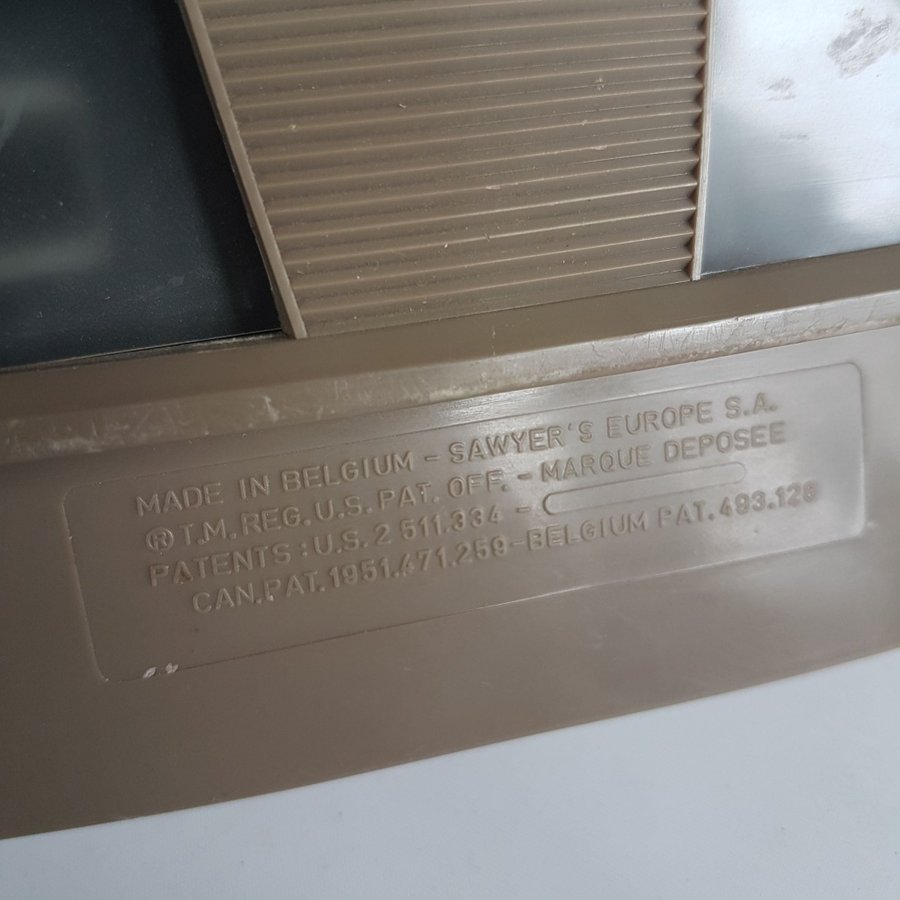 MADE IN BELGIUM - SAWYER'S EUROPE S.A.
® T.M. REG. U.S. PAT. OFF. - MARQUE DEPOSEE
PATENTS : U.S. 2 511.334 - BELGIUM PAT. 493.128
CAN. PAT. 1951.471.259